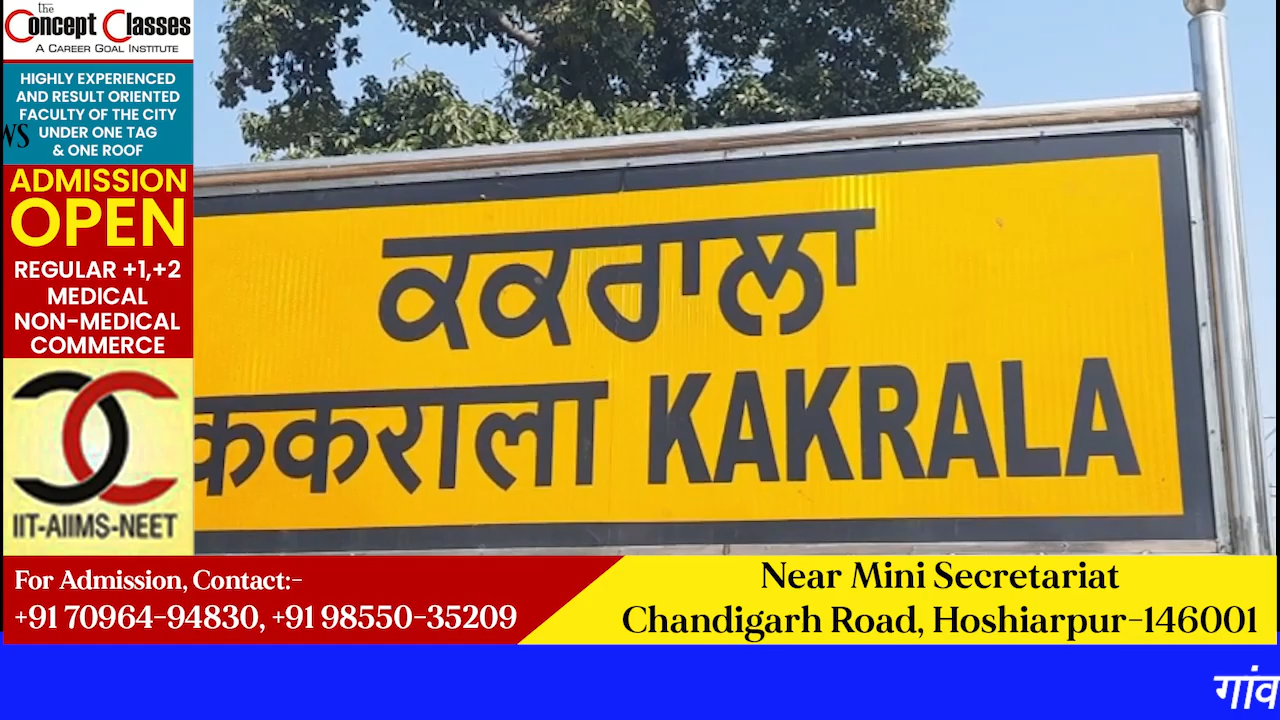 the
Concept Classes
A CAREER GOAL INSTITUTE
HIGHLY EXPERIENCED
AND RESULT ORIENTED
FACULTY OF THE CITY
UNDER ONE TAG
& ONE ROOF
WS
ADMISSION
OPEN
REGULAR +1,+2
MEDICAL
NON-MEDICAL
COMMERCE
IIT-AIIMS-NEET
ਕਕਰਾਲਾ
ककराला KAKRALA
For Admission, Contact:-
+91 70964-94830, +91 98550-35209
Near Mini Secretariat
Chandigarh Road, Hoshiarpur-146001
गांव